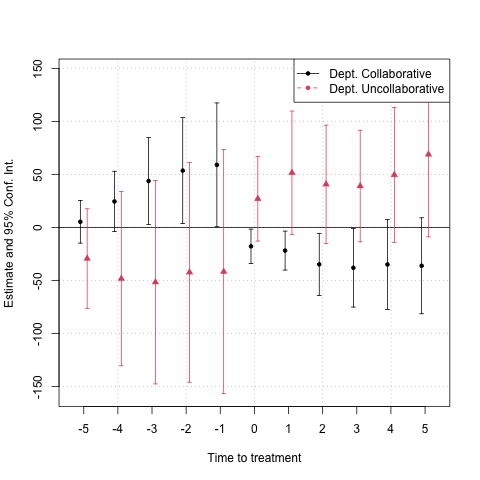 Dept. Collaborative
Dept. Uncollaborative
Estimate and 95% Conf. Int.
150
100
50
0
-50
-100
-150
-5 -4 -3 -2 -1 0 1 2 3 4 5
Time to treatment